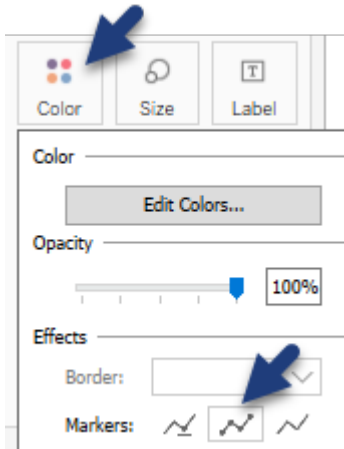 Color Size Label
Color
Edit Colors...
Opacity
100%
Effects
Border:
Markers: